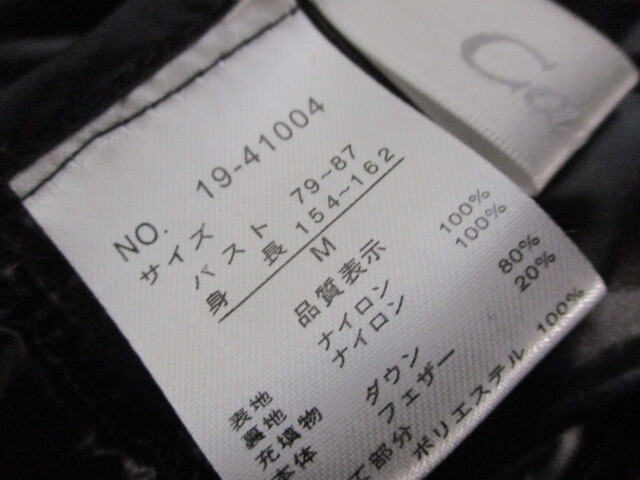 Ca
NO. 19-41004
サイズ
バスト 79~87
身長 154~162
M
品質表示
表地 ナイロン 100%
裏地 ナイロン 100%
充填物
本体 ダウン 80%
フェザー 20%
工部分 ポリエステル 100%